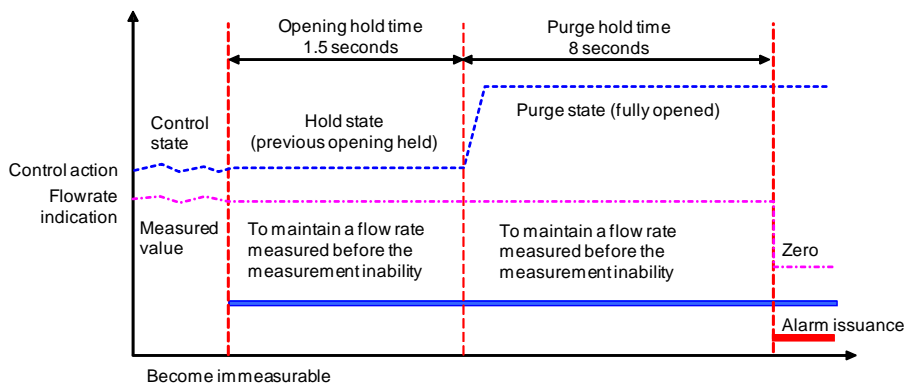 Opening hold time
1.5 seconds
Purge hold time
8 seconds
Control
state
Hold state
(previous opening held)
Purge state (fully opened)
Control action
Flowrate
indication
Measured
value
To maintain a flow rate
measured before the
measurement inability
To maintain a flow rate
measured before the
measurement inability
Zero
Alarm issuance
Become immeasurable